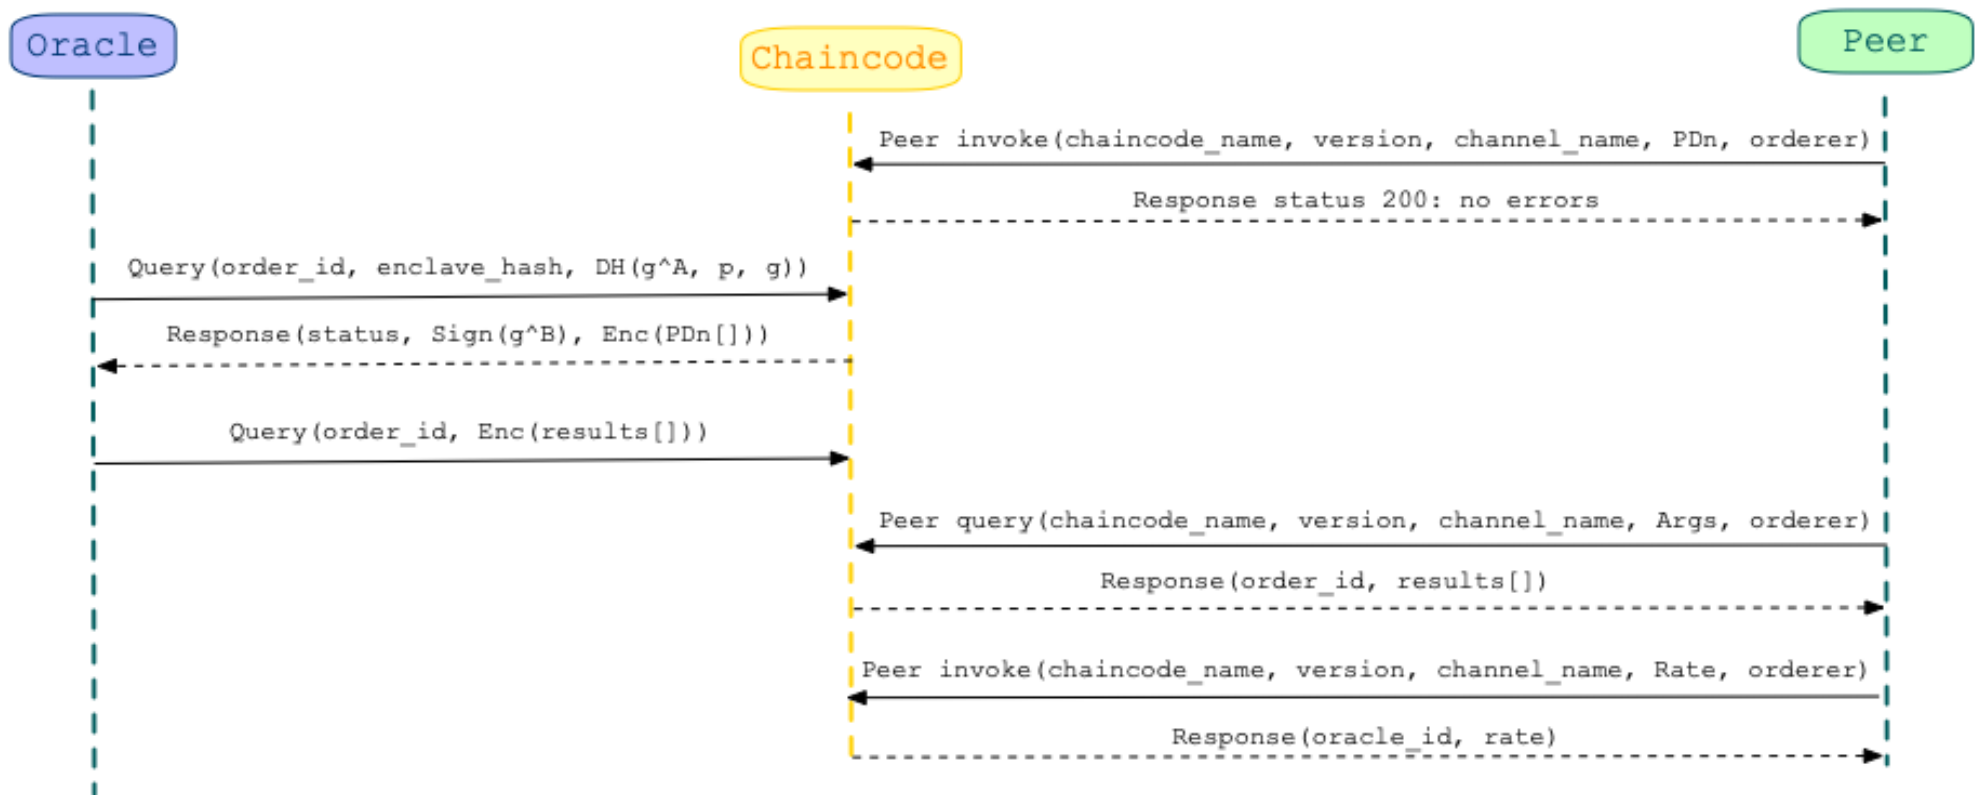 Oracle
Chaincode
Peer
Peer invoke(chaincode_name, version, channel_name, PDn, orderer)
Response status 200: no errors
Query(order_id, enclave_hash, DH(g^A, p, g))
Response(status, Sign(g^B), Enc(PDn[]))
Query(order_id, Enc(results[]))
Peer query(chaincode_name, version, channel_name, Args, orderer)
Response(order_id, results[])
Peer invoke(chaincode_name, version, channel_name, Rate, orderer)
Response(oracle_id, rate)